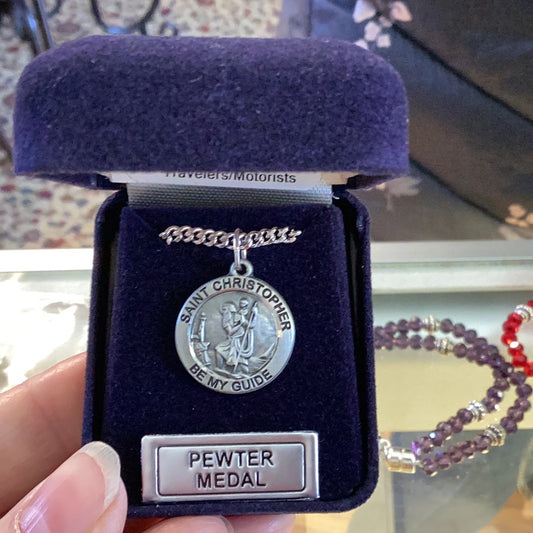 Travelers/Motorists
SAINT CHRISTOPHER
BE MY GUIDE
PEWTER
MEDAL